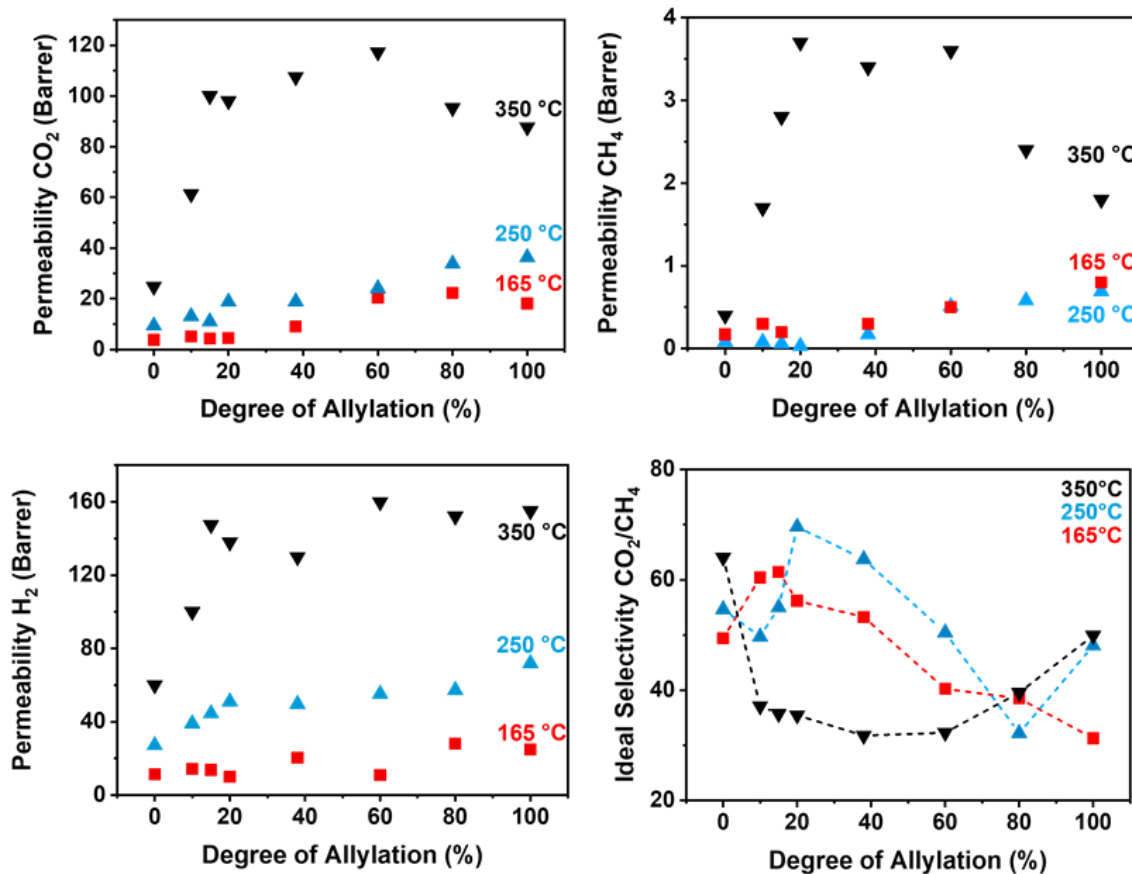 Permeability CO₂ (Barrer)
120
100
80
60
40
20
0
350 °C
250 °C
165 °C
0 20 40 60 80 100
Degree of Allylation (%)
Permeability CH₄ (Barrer)
4
3
2
1
0
350 °C
165 °C
250 °C
0 20 40 60 80 100
Degree of Allylation (%)
Permeability H₂ (Barrer)
160
120
80
40
0
350 °C
250 °C
165 °C
0 20 40 60 80 100
Degree of Allylation (%)
Ideal Selectivity CO₂/CH₄
80
60
40
20
350°C
250°C
165°C
0 20 40 60 80 100
Degree of Allylation (%)